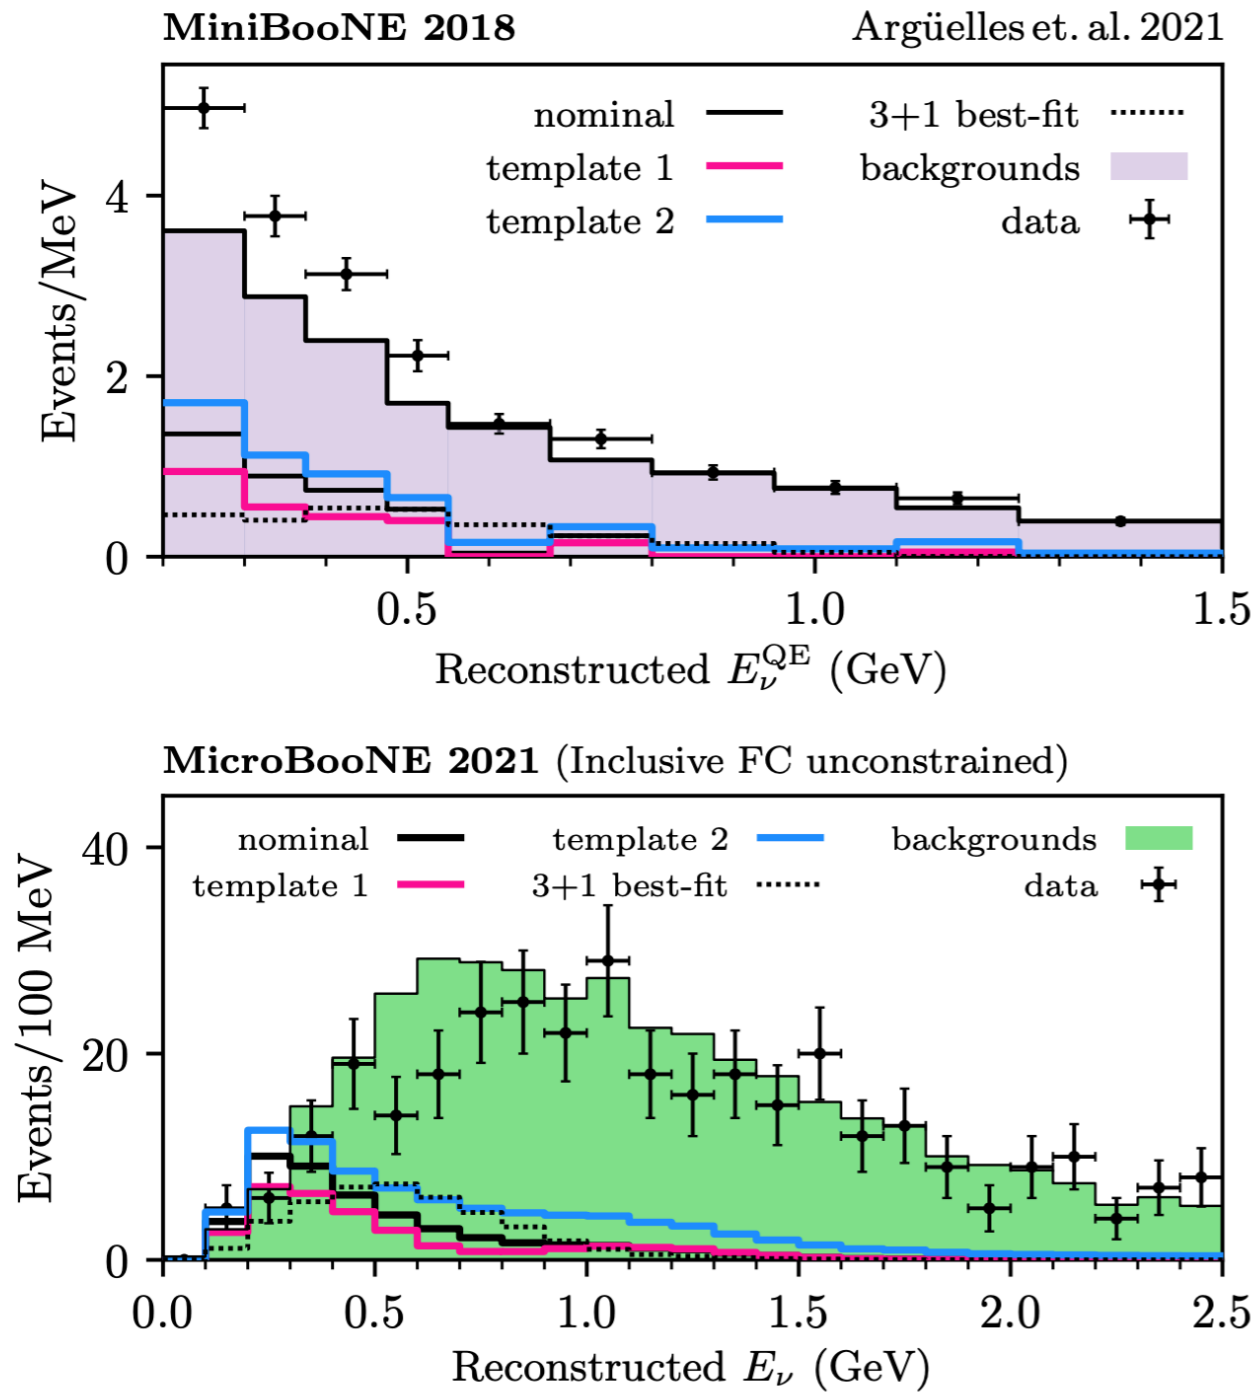 MiniBooNE 2018 Argüelles et. al. 2021
nominal 3+1 best-fit
template 1 backgrounds
template 2 data
Events/MeV
4
2
0
0.5 1.0 1.5
Reconstructed E_ν^QE (GeV)
MicroBooNE 2021 (Inclusive FC unconstrained)
nominal template 2 backgrounds
template 1 3+1 best-fit data
Events/100 MeV
40
20
0
0.0 0.5 1.0 1.5 2.0 2.5
Reconstructed E_ν (GeV)